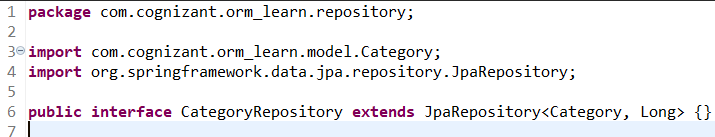 1 package com.cognizant.orm_learn.repository;
2
3 import com.cognizant.orm_learn.model.Category;
4 import org.springframework.data.jpa.repository.JpaRepository;
5
6 public interface CategoryRepository extends JpaRepository<Category, Long> {}
7